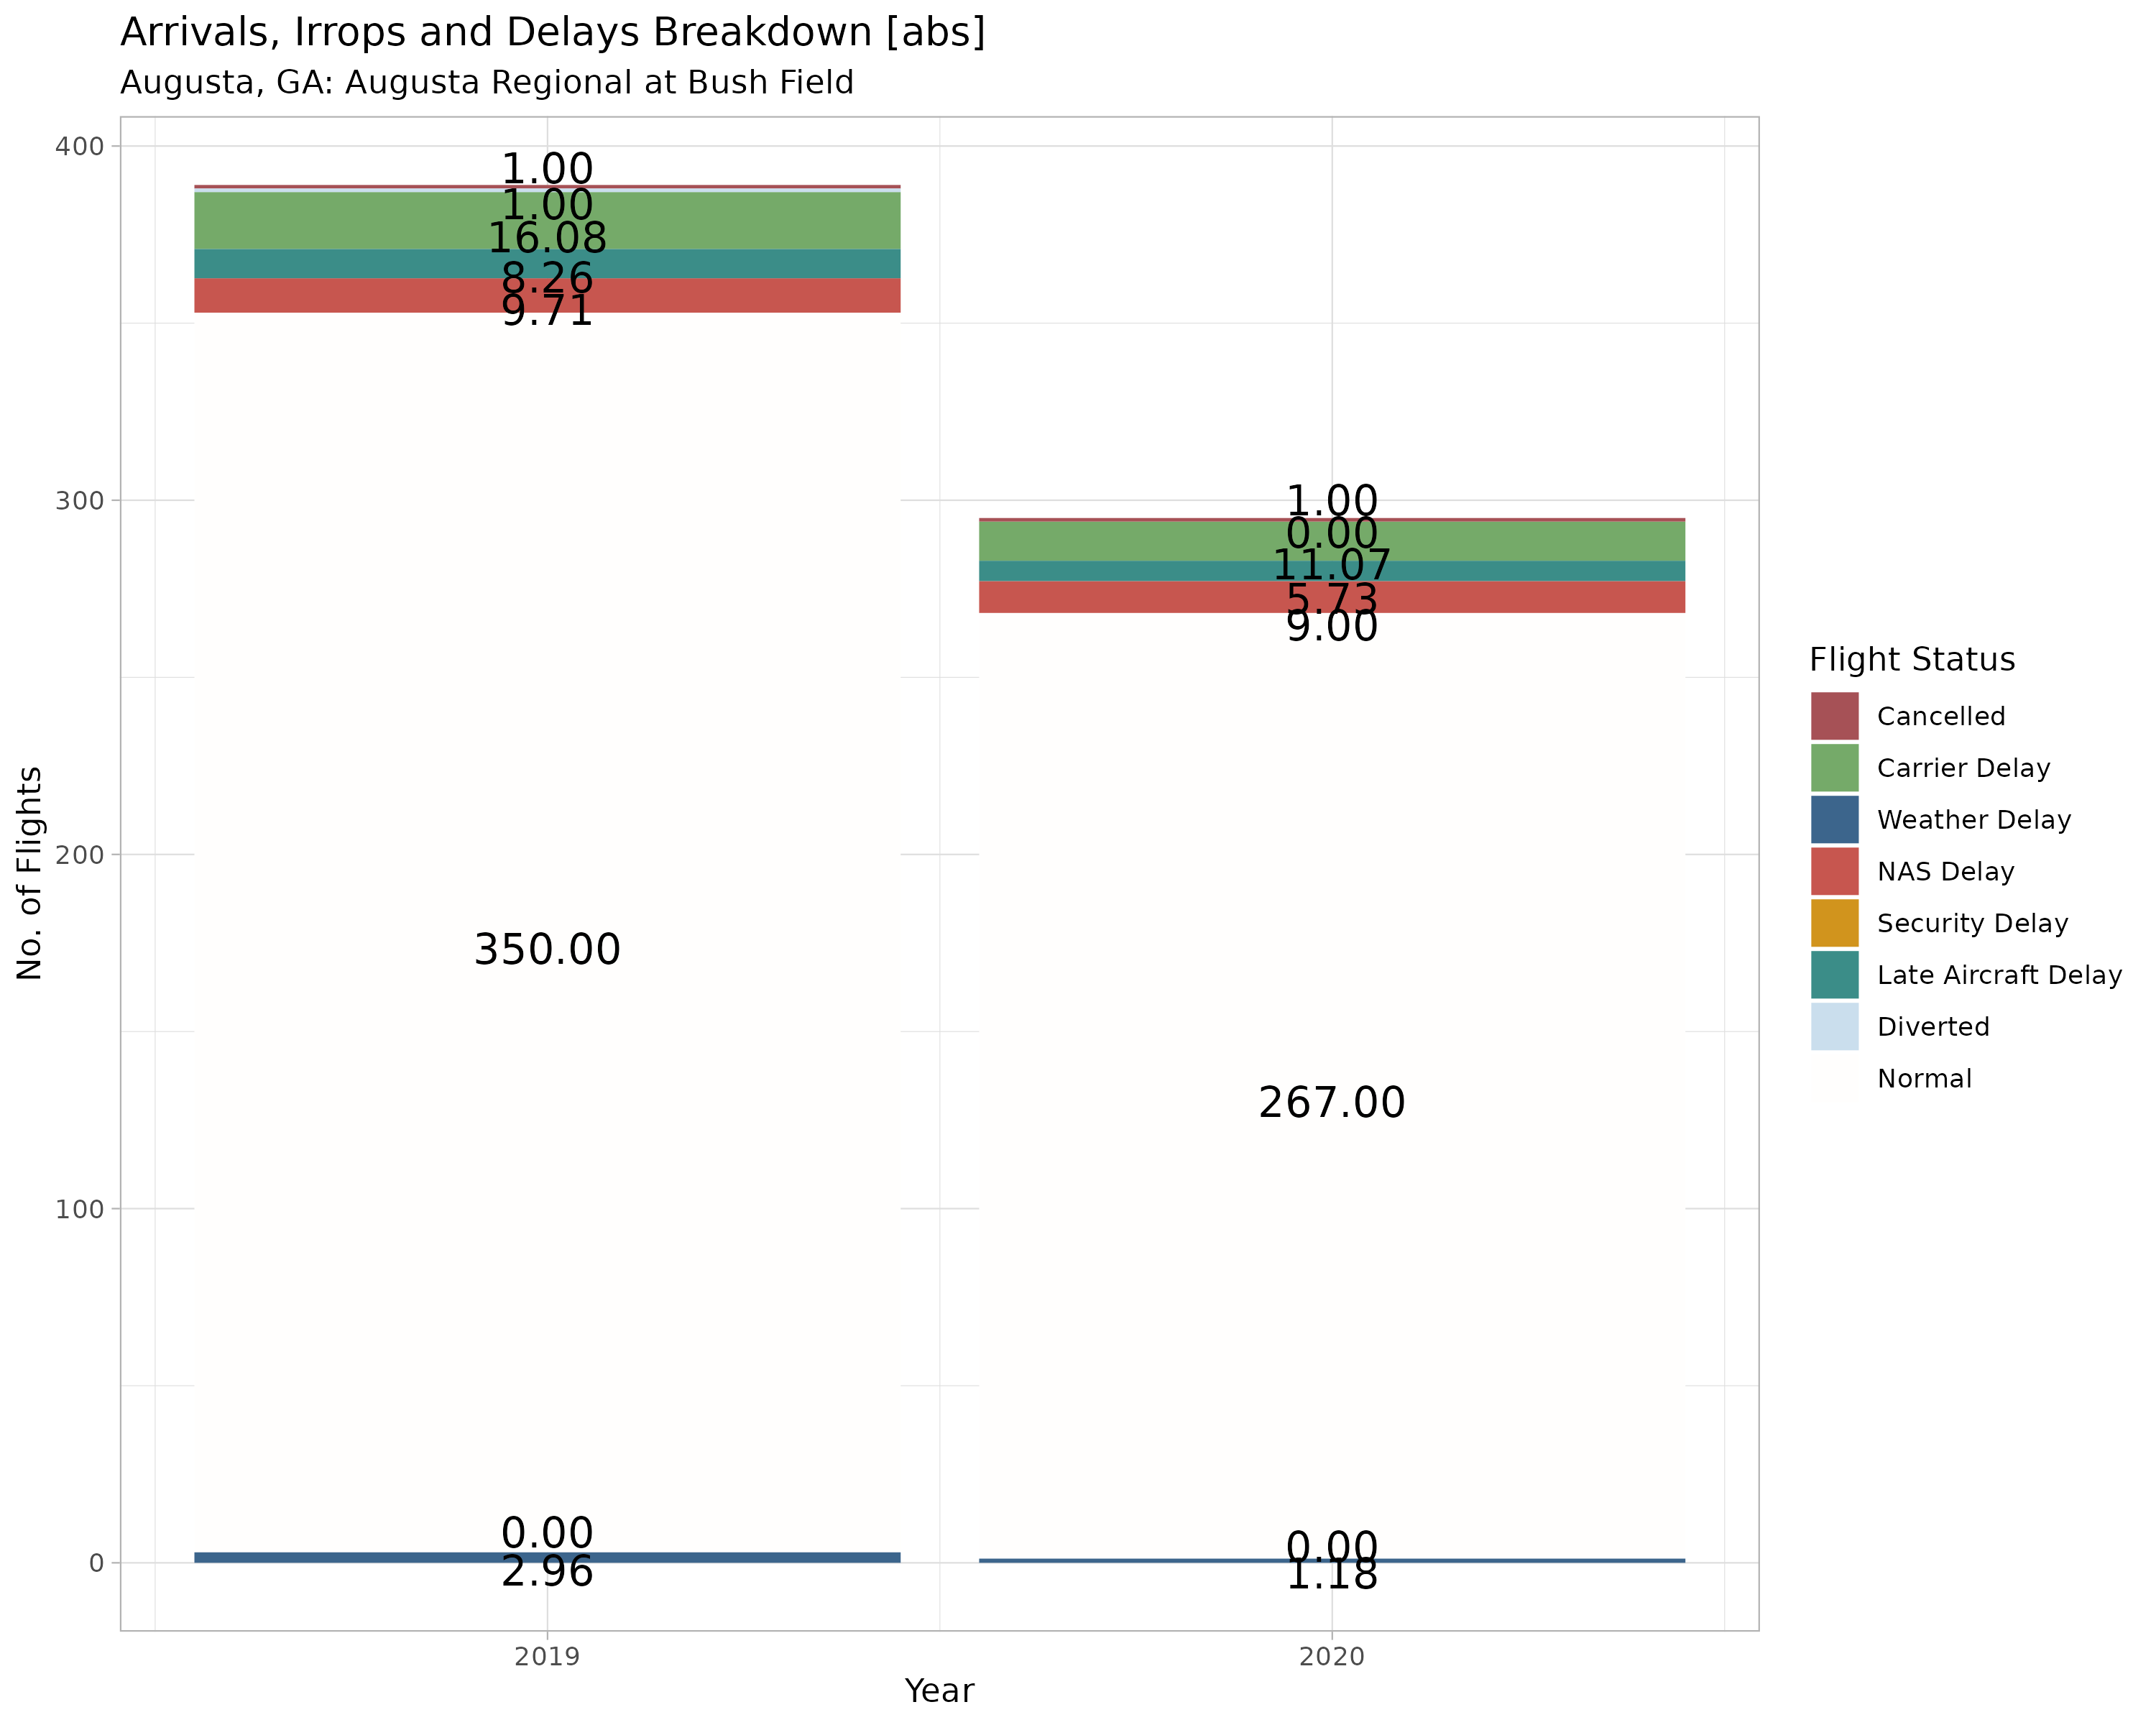 Arrivals, Irrops and Delays Breakdown [abs]
Augusta, GA: Augusta Regional at Bush Field
No. of Flights
400
300
200
100
0
1.00
1.00
16.08
8.26
9.71
350.00
0.00
2.96
1.00
0.00
11.07
5.73
9.00
267.00
0.00
1.18
2019
2020
Year
Flight Status
Cancelled
Carrier Delay
Weather Delay
NAS Delay
Security Delay
Late Aircraft Delay
Diverted
Normal